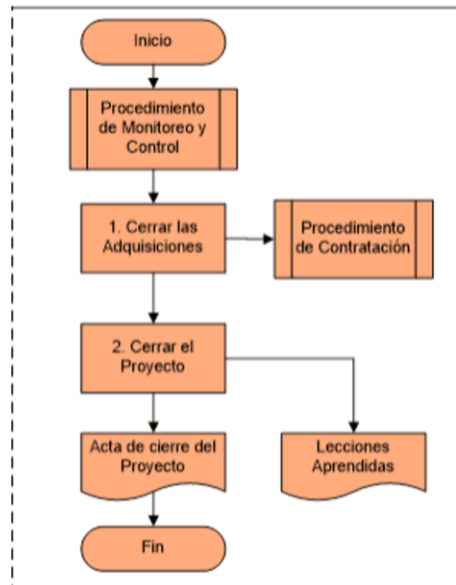 Inicio
Procedimiento
de Monitoreo y
Control
1. Cerrar las
Adquisiciones
Procedimiento
de Contratación
2. Cerrar el
Proyecto
Acta de cierre del
Proyecto
Lecciones
Aprendidas
Fin